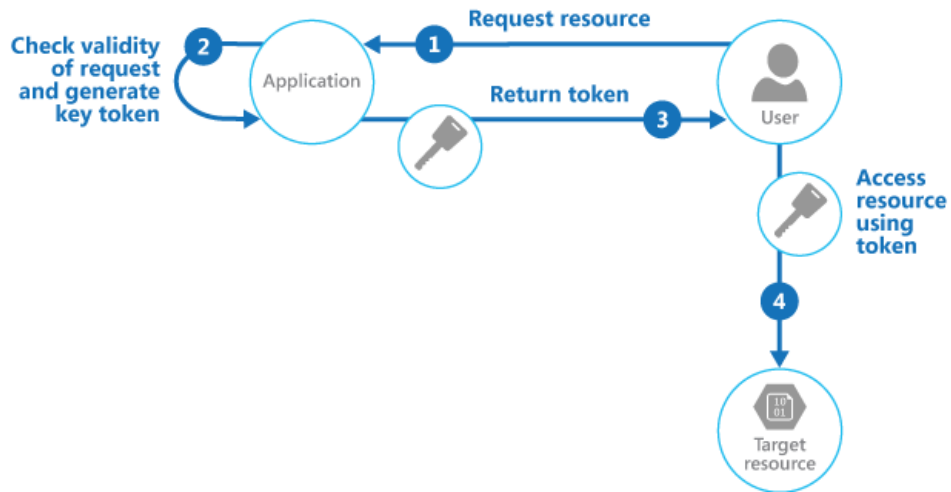 Request resource
1
Check validity
of request
and generate
key token
2
Application
Return token
3
User
Access
resource
using
token
4
10
01
Target
resource